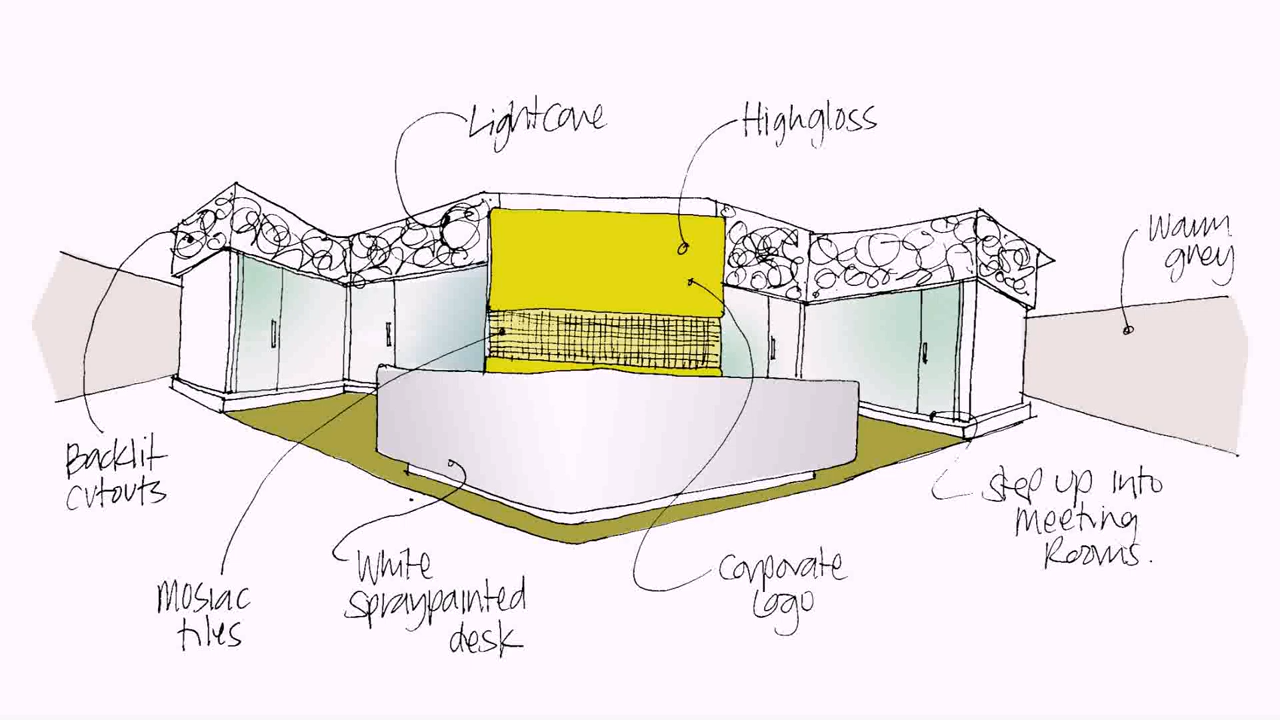 Lightcove
Highgloss
Warm
grey
Backlit
cutouts
Step up into
Meeting
Rooms.
Mosiac
tiles
White
spraypainted
desk
Corporate
Logo